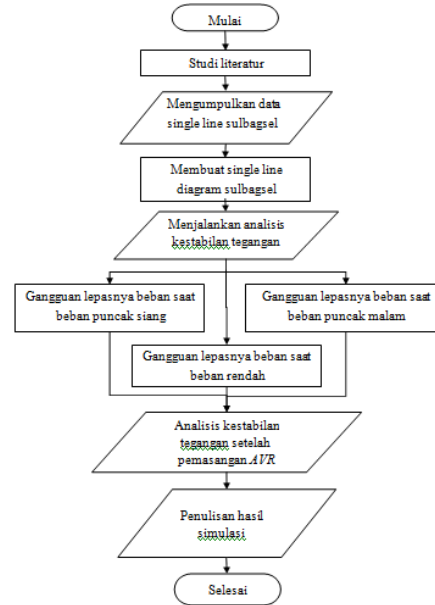 Mulai
Studi literatur
Mengumpulkan data
single line sulbagsel
Membuat single line
diagram sulbagsel
Menjalankan analisis
kestabilan tegangan
Gangguan lepasnya beban saat
beban puncak siang
Gangguan lepasnya beban saat
beban puncak malam
Gangguan lepasnya beban saat
beban rendah
Analisis kestabilan
tegangan setelah
pemasangan AVR
Penulisan hasil
simulasi
Selesai